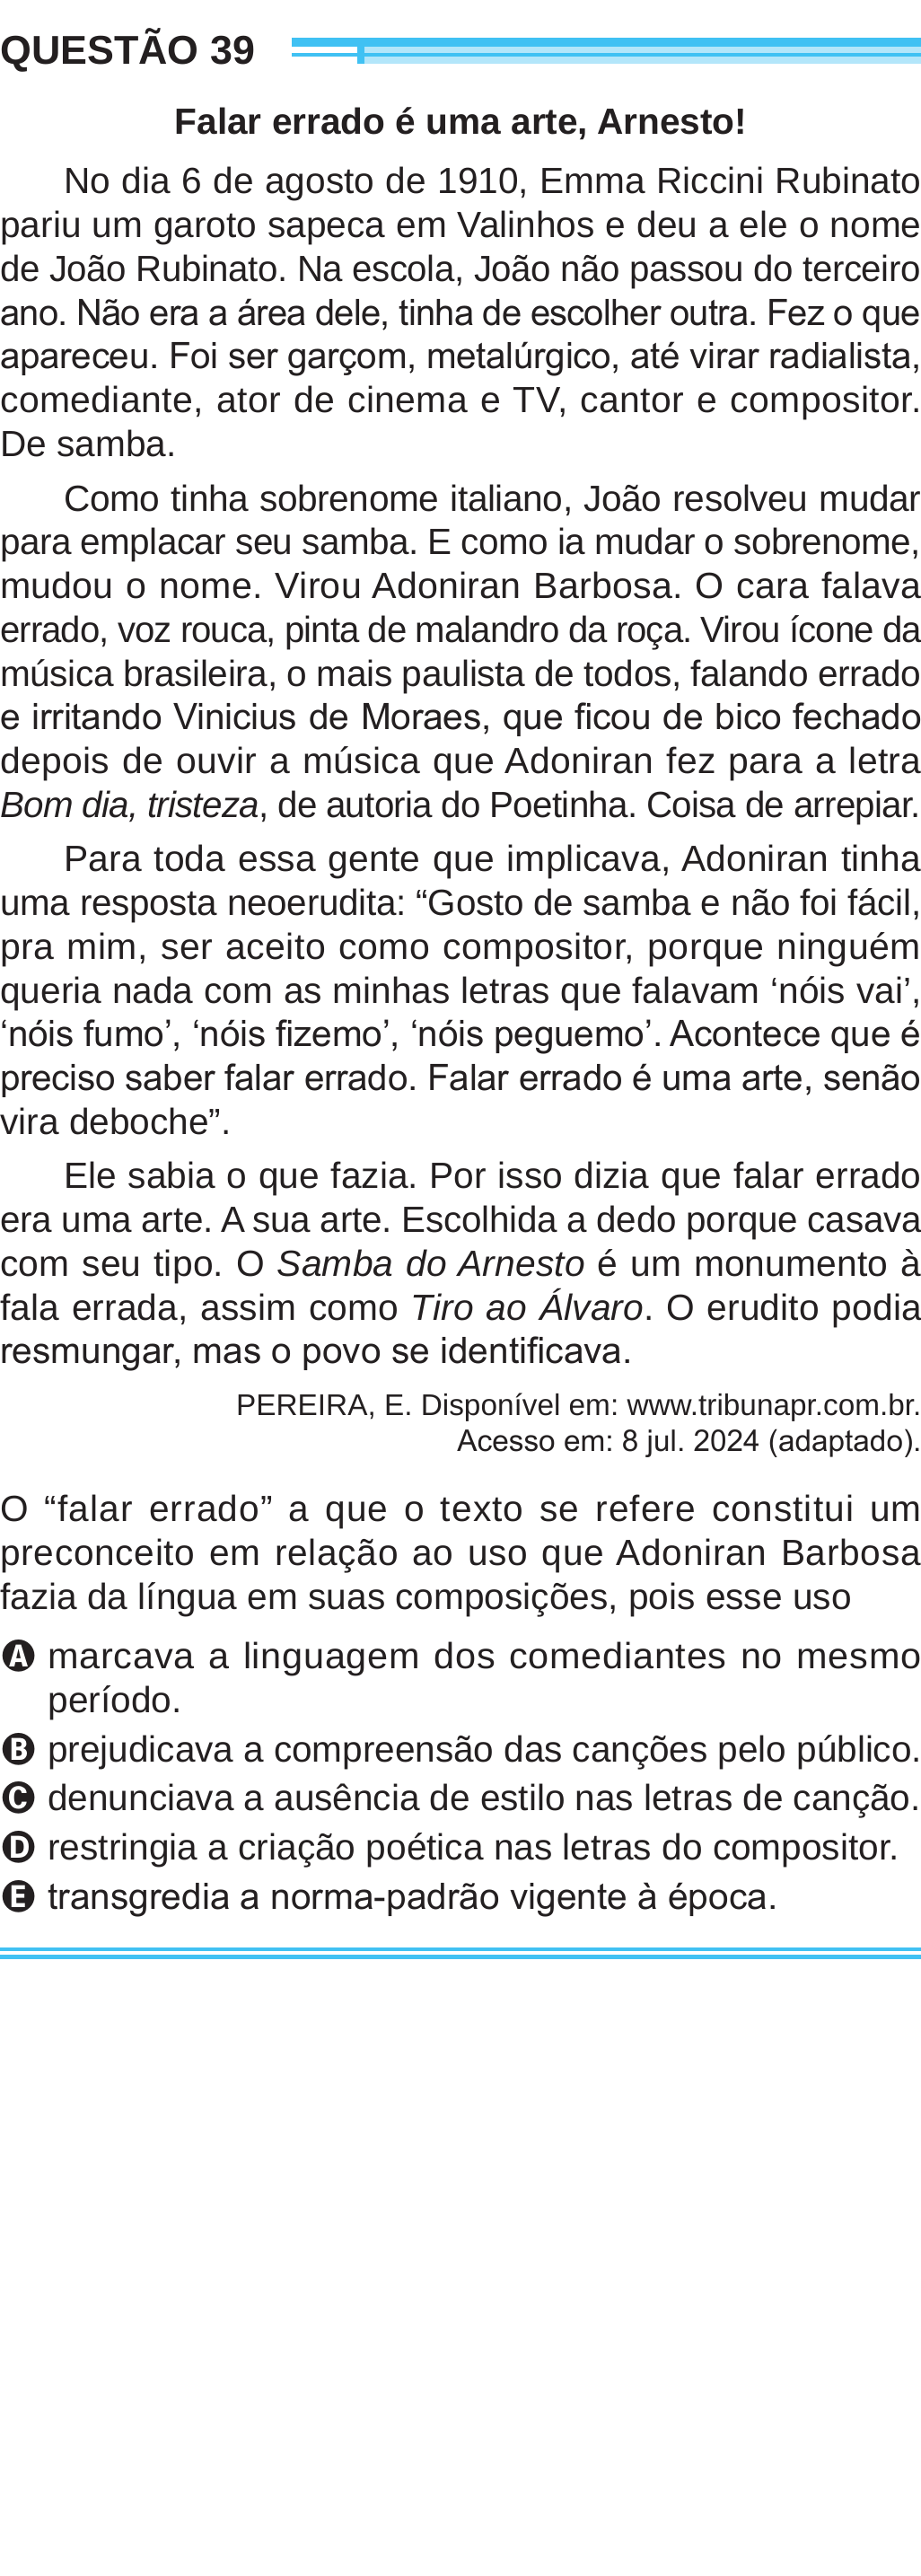 QUESTÃO 39
Falar errado é uma arte, Arnesto!
No dia 6 de agosto de 1910, Emma Riccini Rubinato
pariu um garoto sapeca em Valinhos e deu a ele o nome
de João Rubinato. Na escola, João não passou do terceiro
ano. Não era a área dele, tinha de escolher outra. Fez o que
apareceu. Foi ser garçom, metalúrgico, até virar radialista,
comediante, ator de cinema e TV, cantor e compositor.
De samba.
Como tinha sobrenome italiano, João resolveu mudar
para emplacar seu samba. E como ia mudar o sobrenome,
mudou o nome. Virou Adoniran Barbosa. O cara falava
errado, voz rouca, pinta de malandro da roça. Virou ícone da
música brasileira, o mais paulista de todos, falando errado
e irritando Vinicius de Moraes, que ficou de bico fechado
depois de ouvir a música que Adoniran fez para a letra
Bom dia, tristeza, de autoria do Poetinha. Coisa de arrepiar.
Para toda essa gente que implicava, Adoniran tinha
uma resposta neoerudita: “Gosto de samba e não foi fácil,
pra mim, ser aceito como compositor, porque ninguém
queria nada com as minhas letras que falavam ‘nóis vai’,
‘nóis fumo’, ‘nóis fizemo’, ‘nóis peguemo’. Acontece que é
preciso saber falar errado. Falar errado é uma arte, senão
vira deboche”.
Ele sabia o que fazia. Por isso dizia que falar errado
era uma arte. A sua arte. Escolhida a dedo porque casava
com seu tipo. O Samba do Arnesto é um monumento à
fala errada, assim como Tiro ao Álvaro. O erudito podia
resmungar, mas o povo se identificava.
PEREIRA, E. Disponível em: www.tribunapr.com.br.
Acesso em: 8 jul. 2024 (adaptado).
O “falar errado” a que o texto se refere constitui um
preconceito em relação ao uso que Adoniran Barbosa
fazia da língua em suas composições, pois esse uso
A marcava a linguagem dos comediantes no mesmo
período.
B prejudicava a compreensão das canções pelo público.
C denunciava a ausência de estilo nas letras de canção.
D restringia a criação poética nas letras do compositor.
E transgredia a norma-padrão vigente à época.